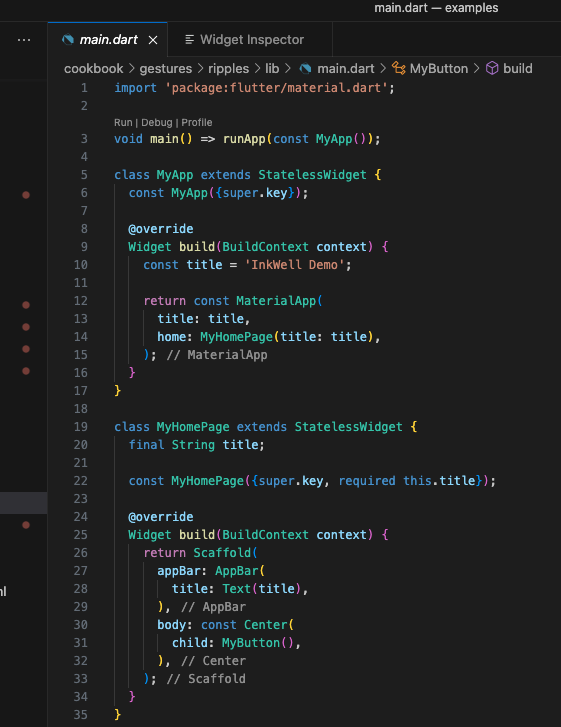 main.dart — examples
... main.dart × Widget Inspector
cookbook > gestures > ripples > lib > main.dart > MyButton > build
1 import 'package:flutter/material.dart';
2
Run | Debug | Profile
3 void main() => runApp(const MyApp());
4
5 class MyApp extends StatelessWidget {
6   const MyApp({super.key});
7
8   @override
9   Widget build(BuildContext context) {
10     const title = 'InkWell Demo';
11
12     return const MaterialApp(
13       title: title,
14       home: MyHomePage(title: title),
15     ); // MaterialApp
16   }
17 }
18
19 class MyHomePage extends StatelessWidget {
20   final String title;
21
22   const MyHomePage({super.key, required this.title});
23
24   @override
25   Widget build(BuildContext context) {
26     return Scaffold(
27       appBar: AppBar(
28         title: Text(title),
29       ), // AppBar
30       body: const Center(
31         child: MyButton(),
32       ), // Center
33     ); // Scaffold
34   }
35 }